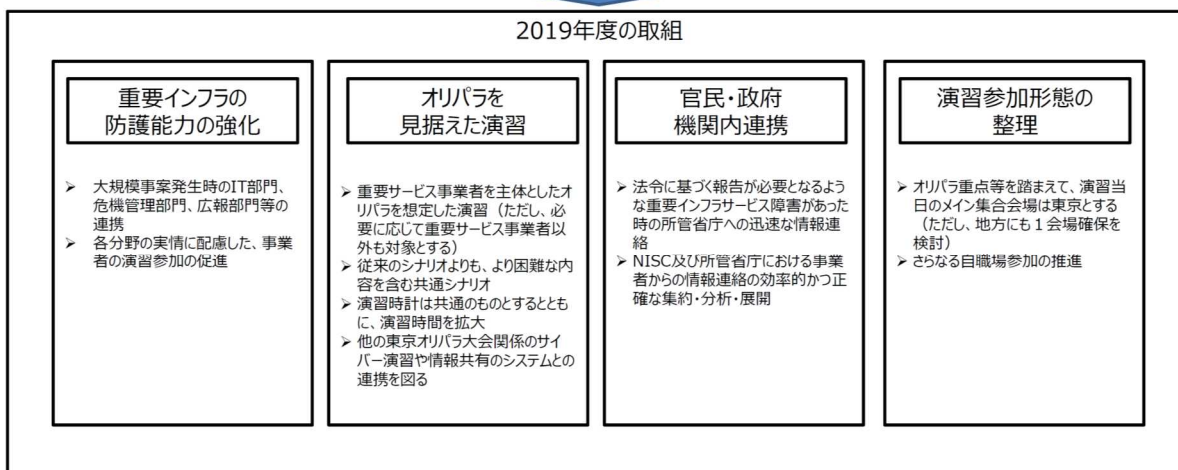 2019年度の取組
重要インフラの
防護能力の強化
➢ 大規模事案発生時のIT部門、
危機管理部門、広報部門等の
連携
➢ 各分野の実情に配慮した、事業
者の演習参加の促進
オリパラを
見据えた演習
➢ 重要サービス事業者を主体としたオ
リパラを想定した演習（ただし、必
要に応じて重要サービス事業者以
外も対象とする）
➢ 従来のシナリオよりも、より困難な内
容を含む共通シナリオ
➢ 演習時計は共通のものとするととも
に、演習時間を拡大
➢ 他の東京オリパラ大会関係のサイ
バー演習や情報共有のシステムとの
連携を図る
官民・政府
機関内連携
➢ 法令に基づく報告が必要となるよう
な重要インフラサービス障害があった
時の所管省庁への迅速な情報連
絡
➢ NISC及び所管省庁における事業
者からの情報連絡の効率的かつ正
確な集約・分析・展開
演習参加形態の
整理
➢ オリパラ重点等を踏まえて、演習当
日のメイン集合会場は東京とする
（ただし、地方にも１会場確保を
検討）
➢ さらなる自職場参加の推進